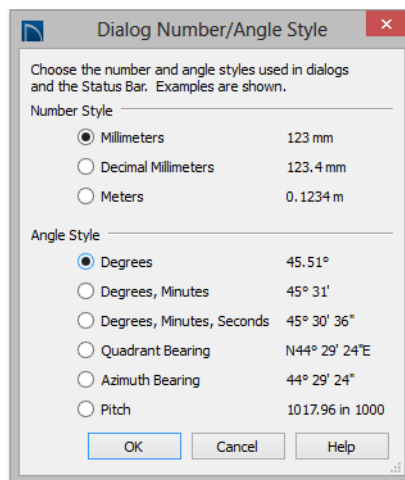 Dialog Number/Angle Style
Choose the number and angle styles used in dialogs
and the Status Bar. Examples are shown.
Number Style
Millimeters 123 mm
Decimal Millimeters 123.4 mm
Meters 0.1234 m
Angle Style
Degrees 45.51°
Degrees, Minutes 45° 31'
Degrees, Minutes, Seconds 45° 30' 36"
Quadrant Bearing N44° 29' 24"E
Azimuth Bearing 44° 29' 24"
Pitch 1017.96 in 1000
OK Cancel Help